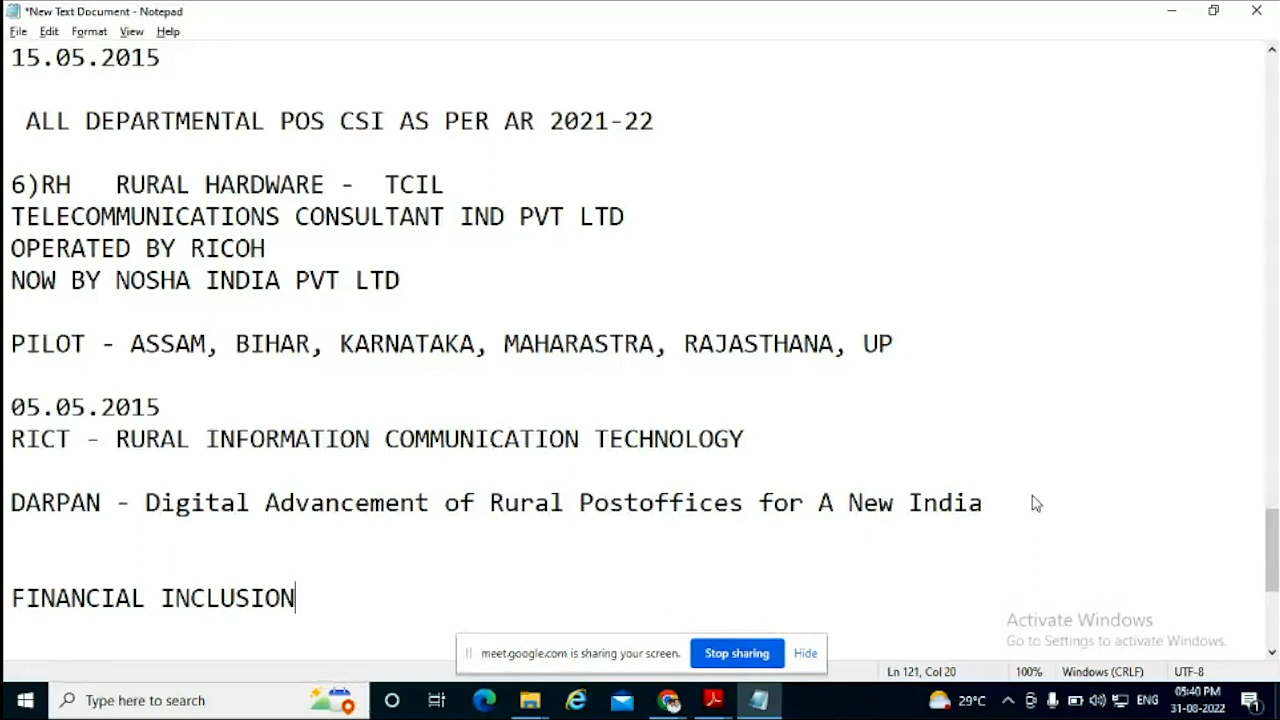 *New Text Document - Notepad
File Edit Format View Help
15.05.2015
ALL DEPARTMENTAL POS CSI AS PER AR 2021-22
6)RH RURAL HARDWARE - TCIL
TELECOMMUNICATIONS CONSULTANT IND PVT LTD
OPERATED BY RICOH
NOW BY NOSHA INDIA PVT LTD
PILOT - ASSAM, BIHAR, KARNATAKA, MAHARASTRA, RAJASTHANA, UP
05.05.2015
RICT - RURAL INFORMATION COMMUNICATION TECHNOLOGY
DARPAN - Digital Advancement of Rural Postoffices for A New India
FINANCIAL INCLUSION
Activate Windows
Go to Settings to activate Windows.
meet.google.com is sharing your screen. Stop sharing Hide
Ln 121, Col 20 100% Windows (CRLF) UTF-8
Type here to search 29°C ENG 05:40 PM
31-08-2022 1